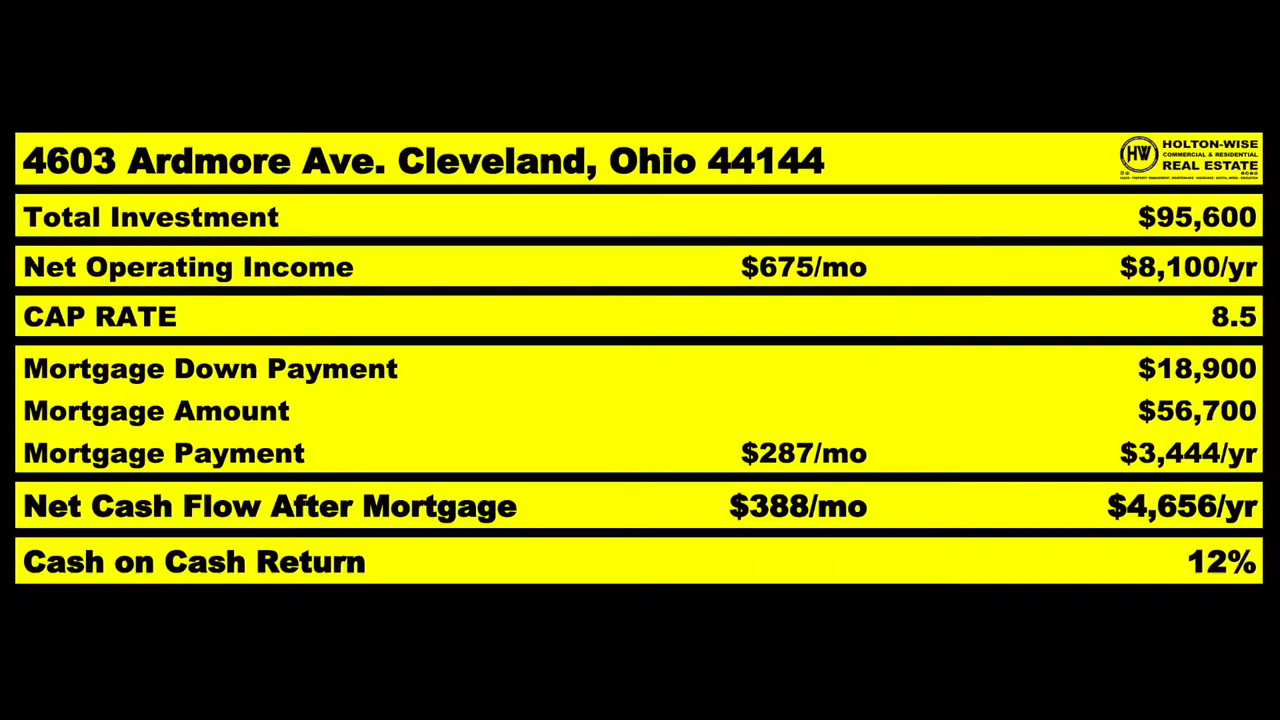 4603 Ardmore Ave. Cleveland, Ohio 44144
HW HOLTON-WISE
COMMERCIAL & RESIDENTIAL
REAL ESTATE
Total Investment $95,600
Net Operating Income $675/mo $8,100/yr
CAP RATE 8.5
Mortgage Down Payment $18,900
Mortgage Amount $56,700
Mortgage Payment $287/mo $3,444/yr
Net Cash Flow After Mortgage $388/mo $4,656/yr
Cash on Cash Return 12%